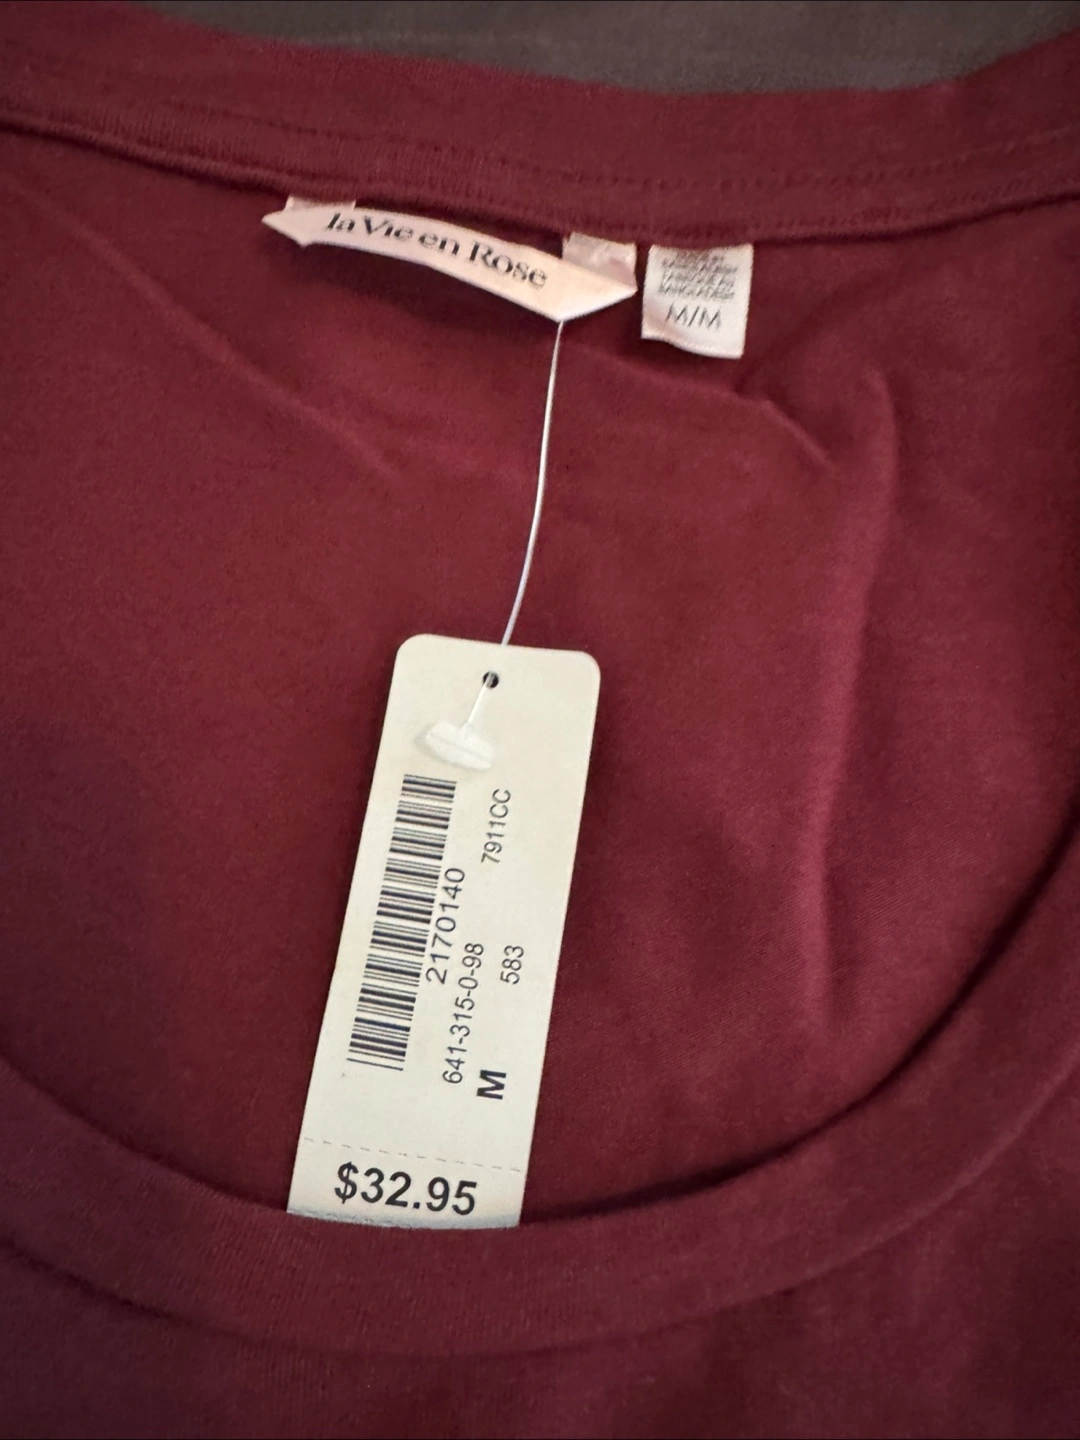 la Vie en Rose
M/M
2170140
7911CC
641-315-0-98
583
M
$32.95